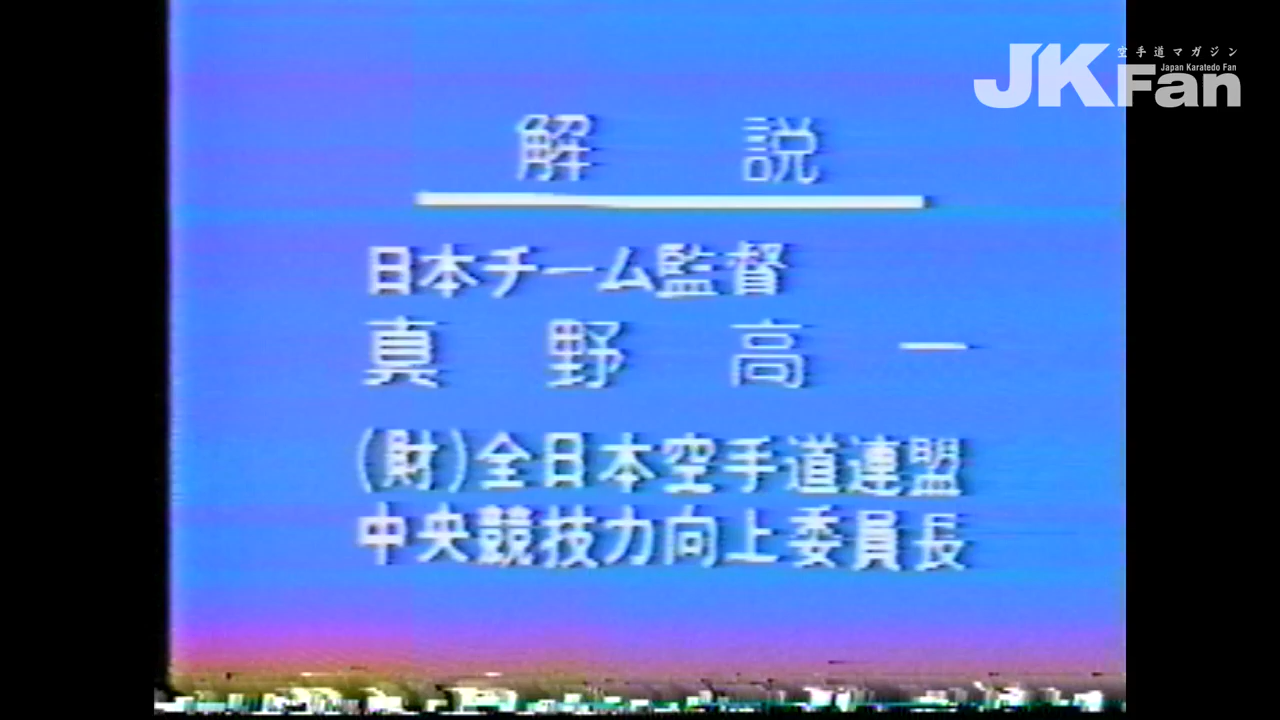 空手道マガジン
Japan Karatedo Fan
JKFan
解説
日本チーム監督
真野高一
(財)全日本空手道連盟
中央競技力向上委員長